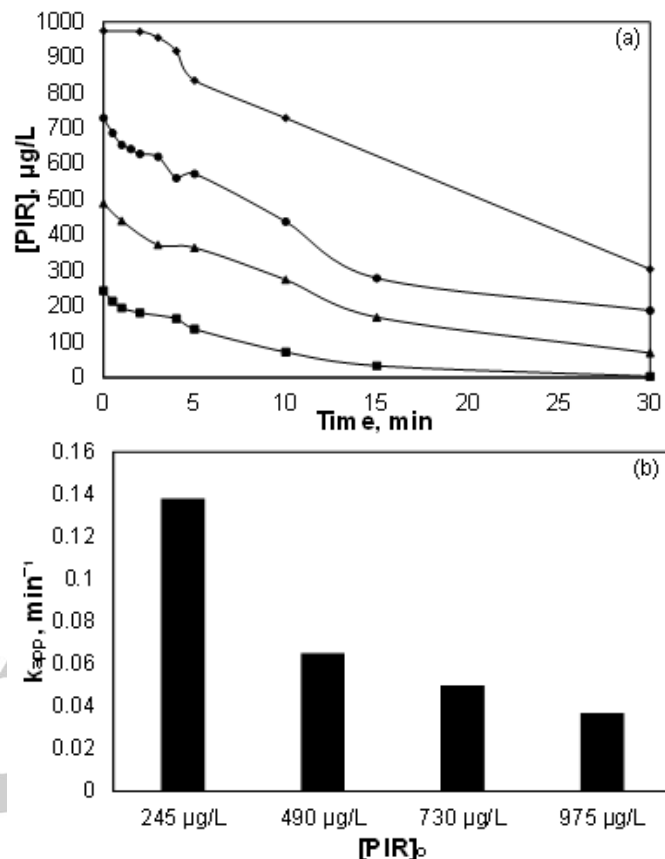 (a)
1000
900
800
700
600
500
400
300
200
100
0
[PIR], µg/L
0 5 10 15 20 25 30
Time, min
(b)
0.16
0.14
0.12
0.1
0.08
0.06
0.04
0.02
0
kapp, min⁻¹
245 µg/L 490 µg/L 730 µg/L 975 µg/L
[PIR]₀